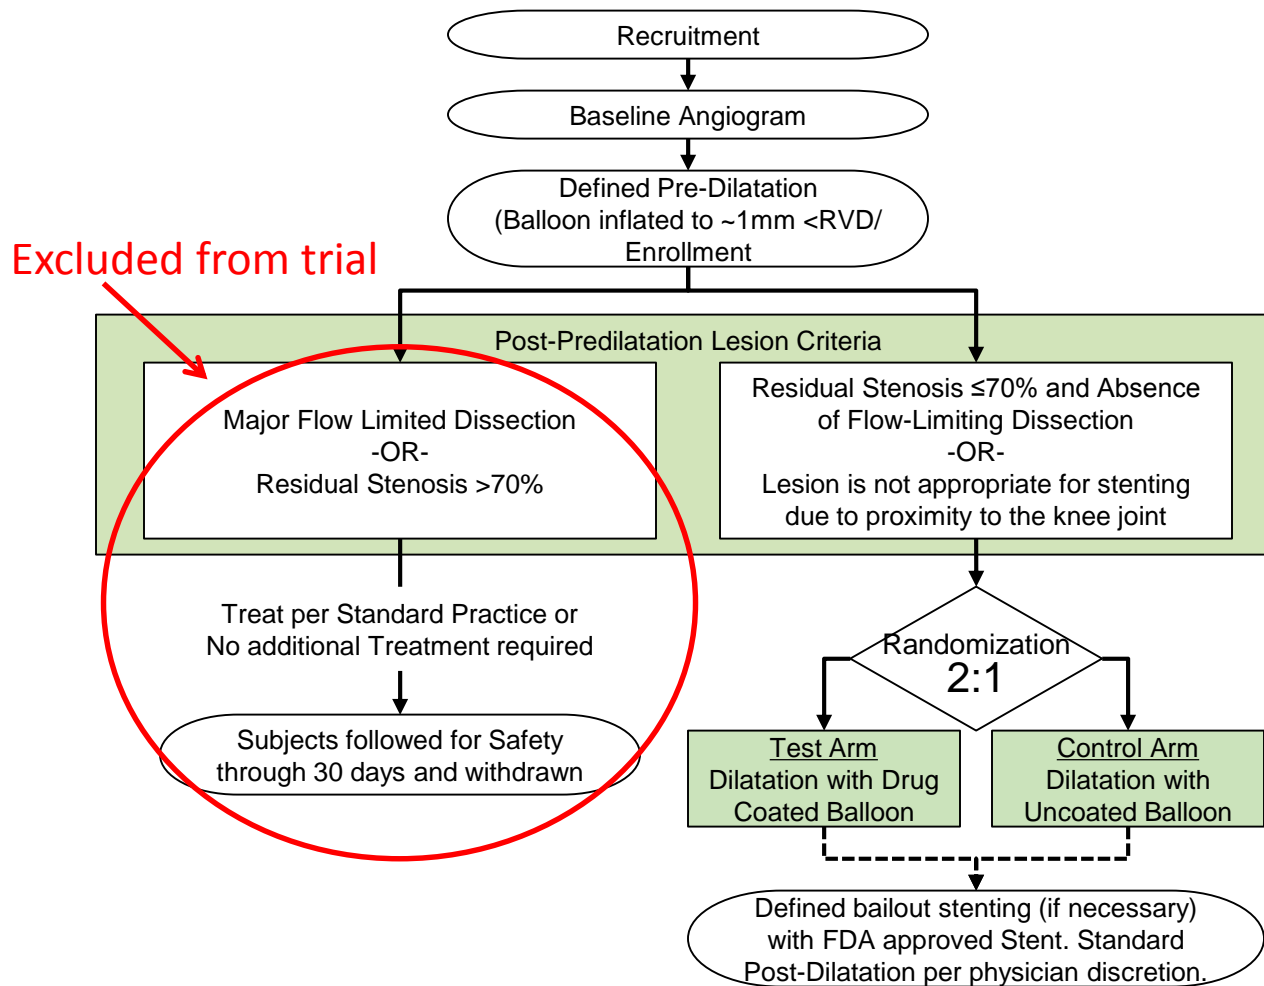 Recruitment
Baseline Angiogram
Defined Pre-Dilatation
(Balloon inflated to ~1mm <RVD/
Enrollment
Excluded from trial
Post-Predilatation Lesion Criteria
Major Flow Limited Dissection
-OR-
Residual Stenosis >70%
Residual Stenosis ≤70% and Absence
of Flow-Limiting Dissection
-OR-
Lesion is not appropriate for stenting
due to proximity to the knee joint
Treat per Standard Practice or
No additional Treatment required
Subjects followed for Safety
through 30 days and withdrawn
Randomization
2:1
Test Arm
Dilatation with Drug
Coated Balloon
Control Arm
Dilatation with
Uncoated Balloon
Defined bailout stenting (if necessary)
with FDA approved Stent. Standard
Post-Dilatation per physician discretion.